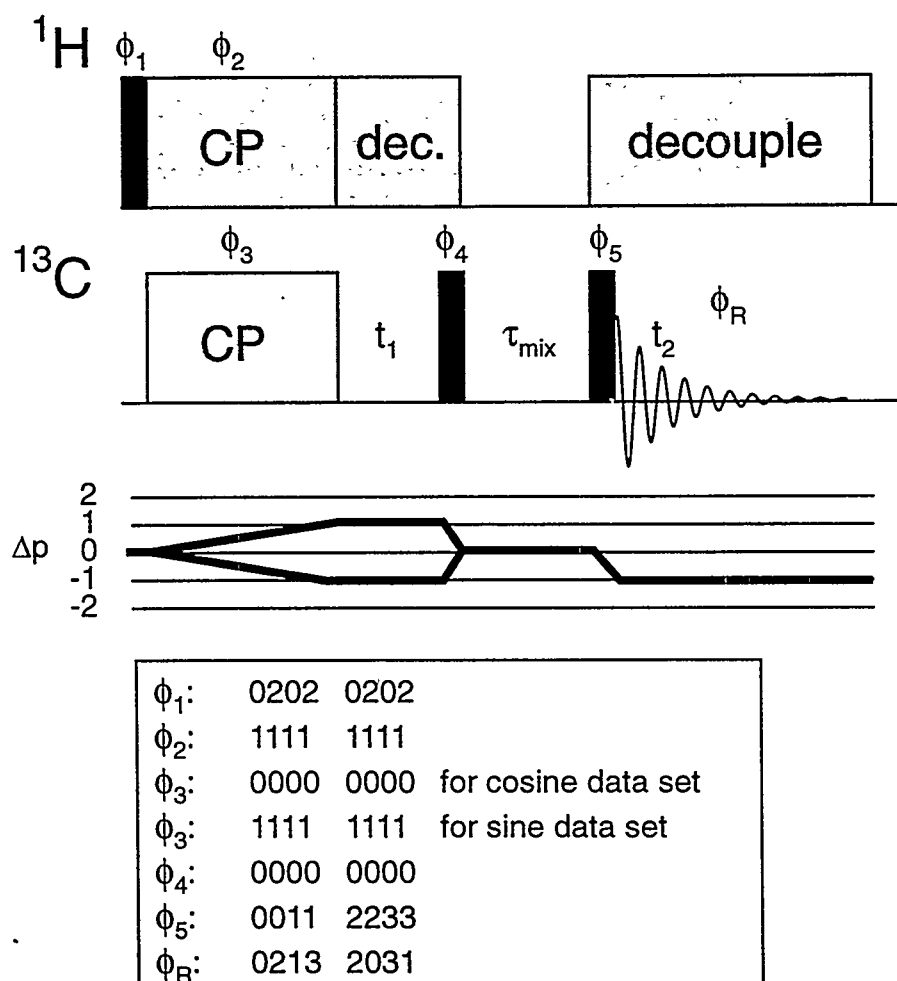 ¹H ϕ₁ ϕ₂
CP dec. decouple
ϕ₃ ϕ₄ ϕ₅
¹³C ϕR
CP t₁ τmix t₂
2
1
Δp 0
-1
-2
ϕ₁: 0202 0202
ϕ₂: 1111 1111
ϕ₃: 0000 0000 for cosine data set
ϕ₃: 1111 1111 for sine data set
ϕ₄: 0000 0000
ϕ₅: 0011 2233
ϕR: 0213 2031